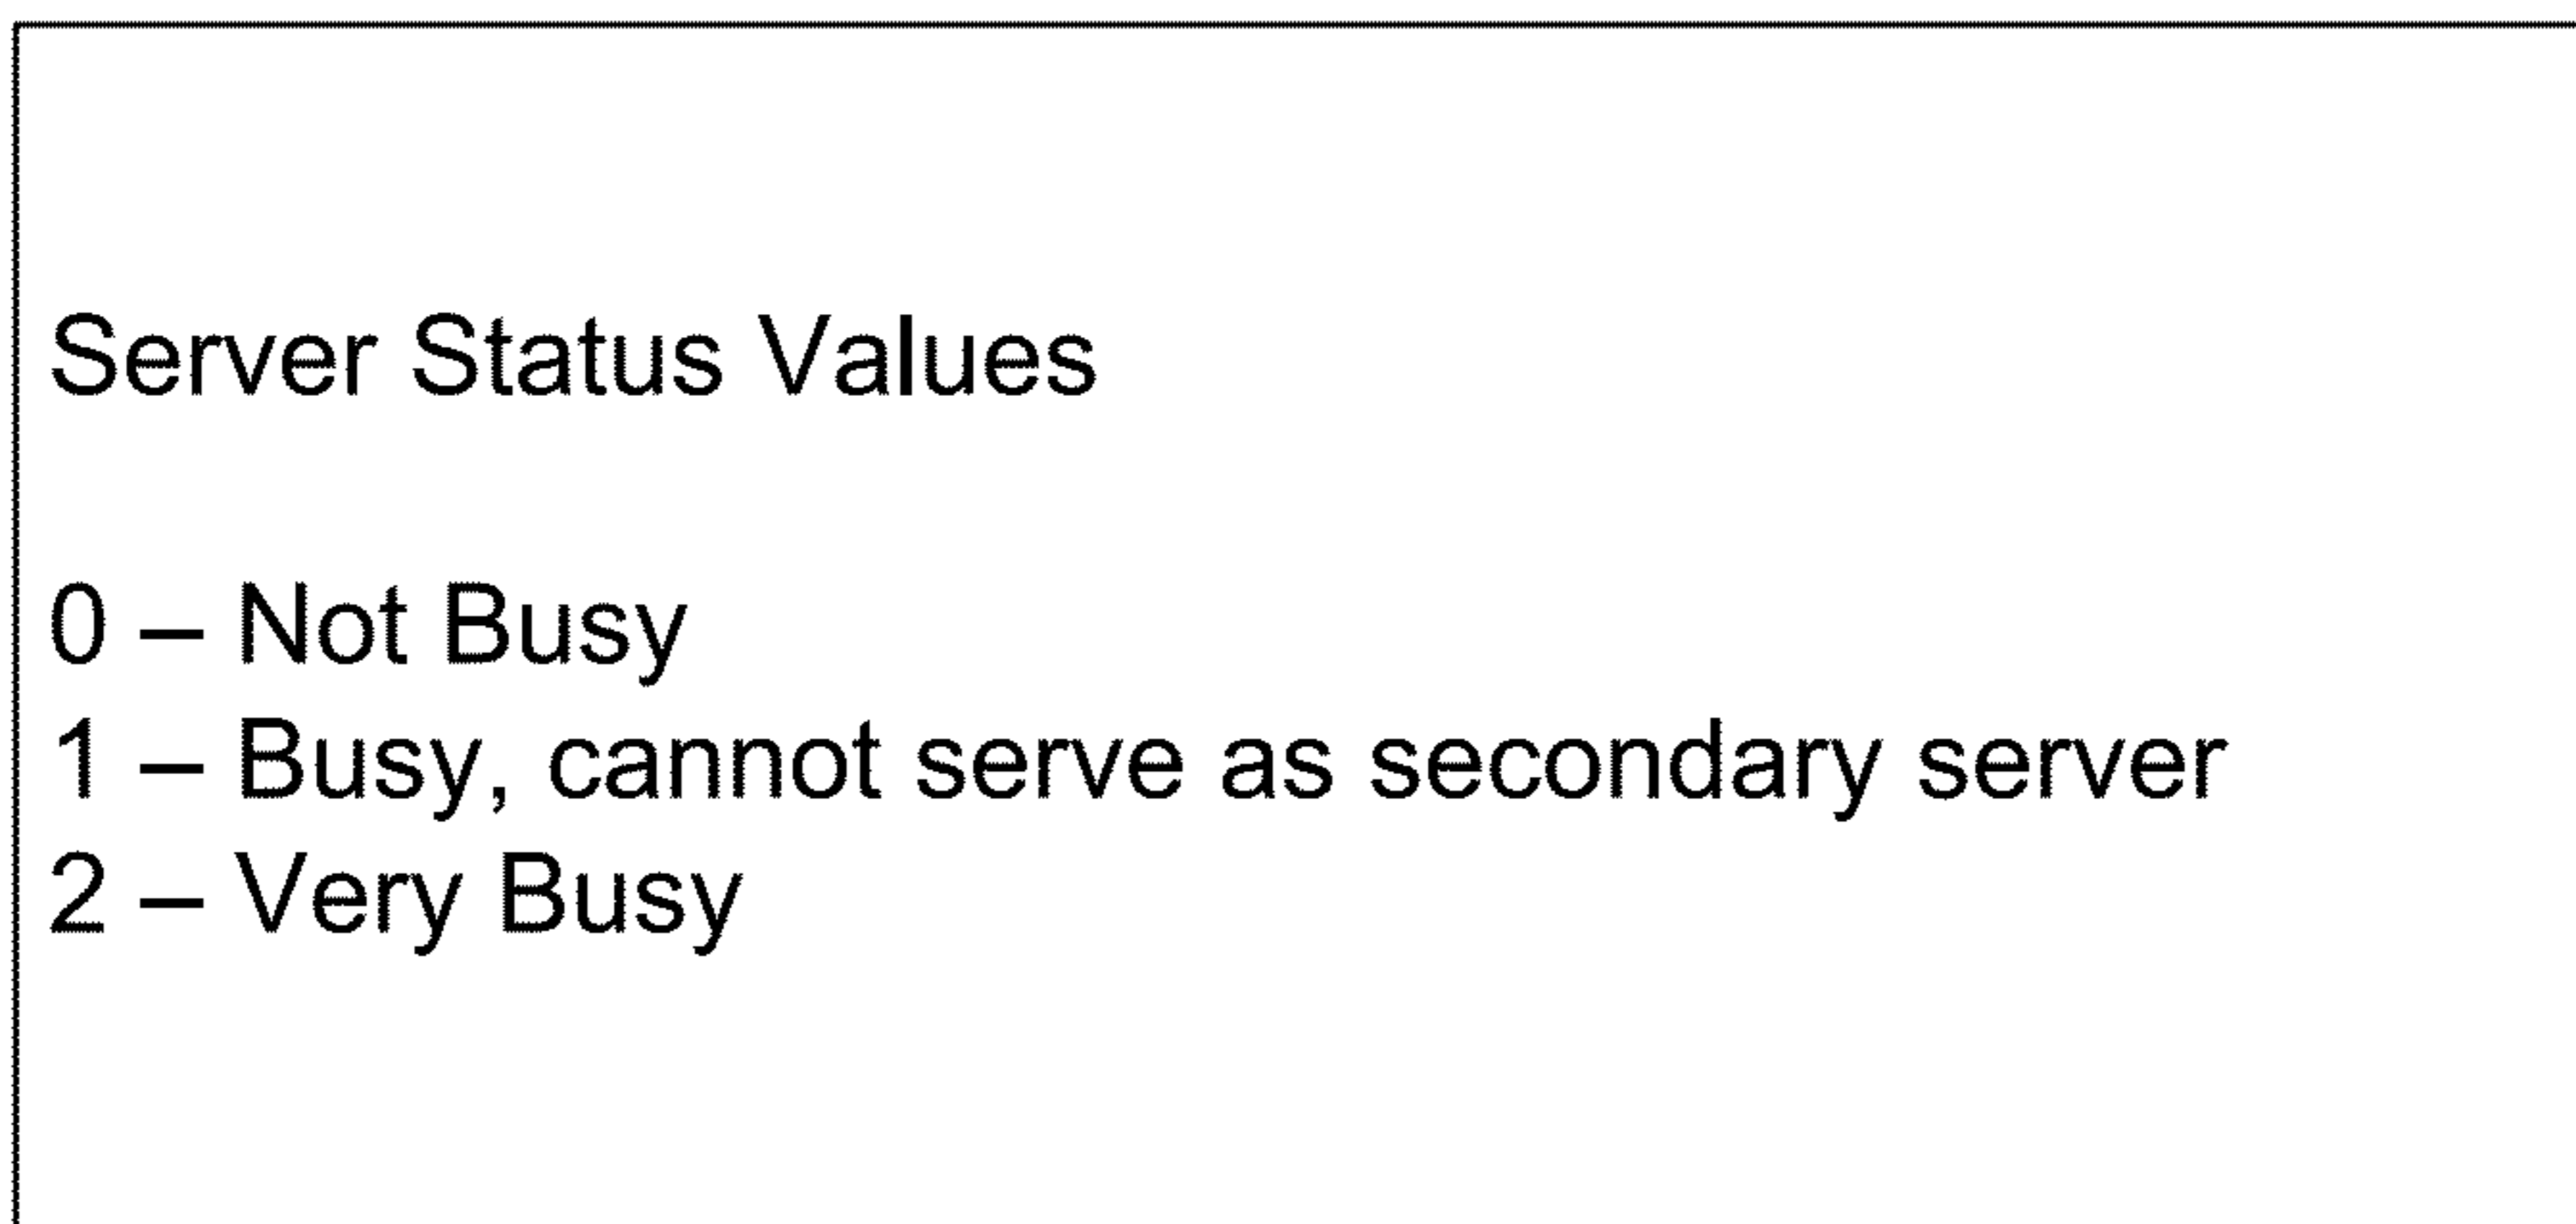 Server Status Values
0 – Not Busy
1 – Busy, cannot serve as secondary server
2 – Very Busy